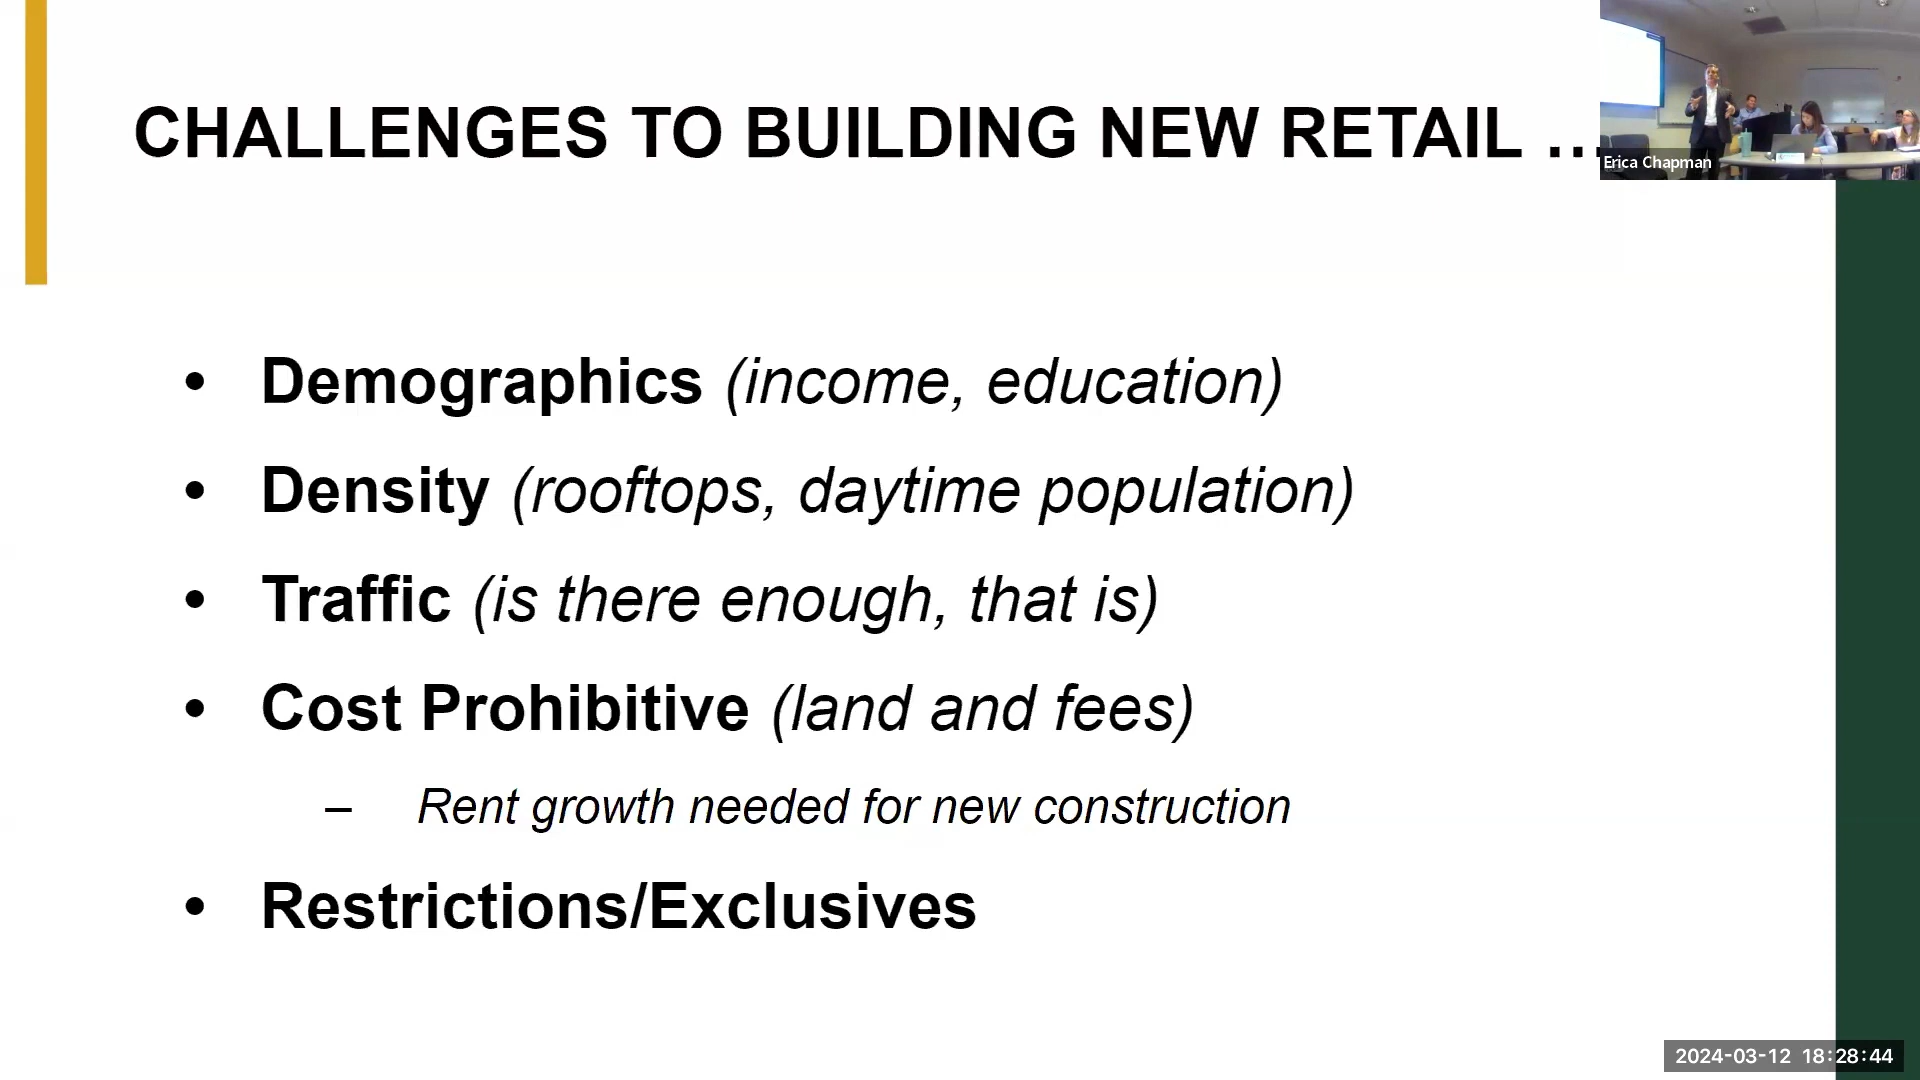 CHALLENGES TO BUILDING NEW RETAIL ...
Erica Chapman
• Demographics (income, education)
• Density (rooftops, daytime population)
• Traffic (is there enough, that is)
• Cost Prohibitive (land and fees)
– Rent growth needed for new construction
• Restrictions/Exclusives
2024-03-12 18:28:44